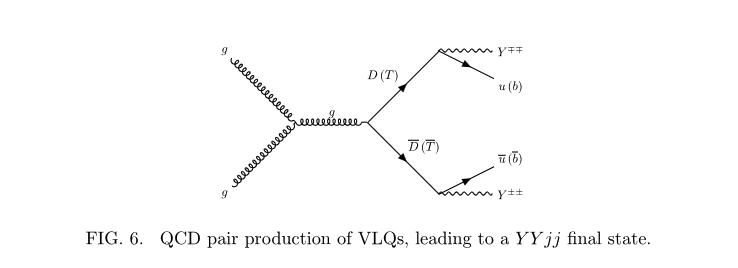 g
Y∓∓
D (T)
u (b)
g
D̅ (T̅)
u̅ (b̅)
g
Y±±
FIG. 6. QCD pair production of VLQs, leading to a YYjj final state.